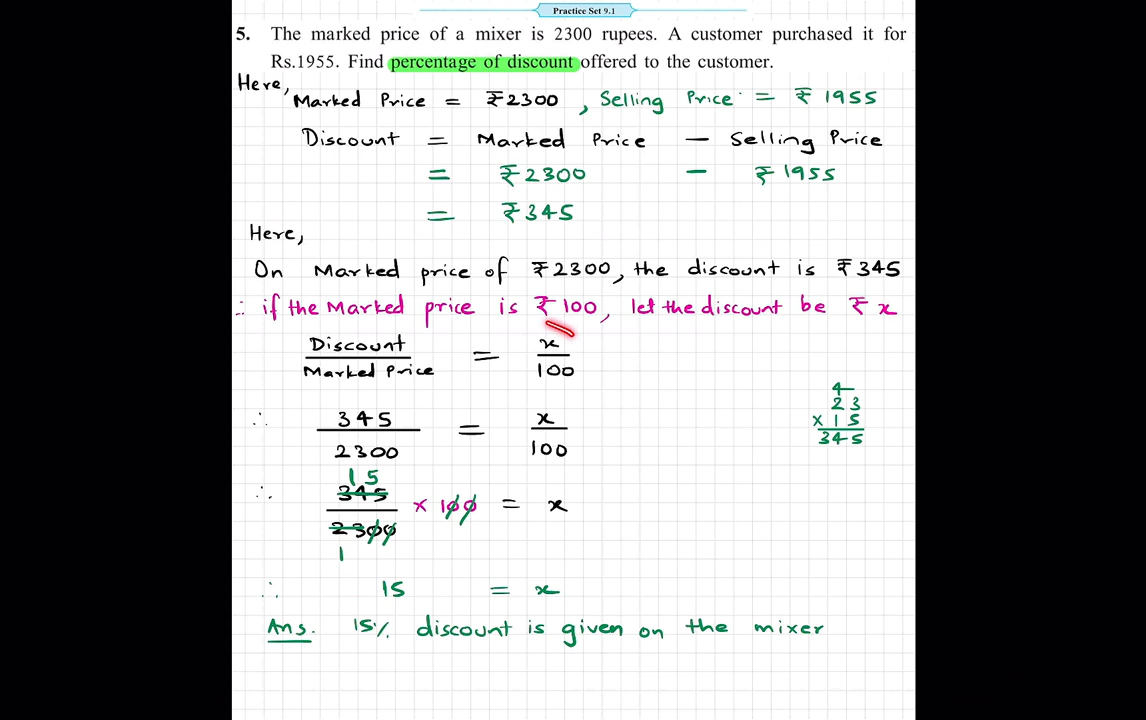 Practice Set 9.1
5. The marked price of a mixer is 2300 rupees. A customer purchased it for
Rs.1955. Find percentage of discount offered to the customer.
Here,
Marked Price = ₹2300 , Selling Price = ₹1955
Discount = Marked Price - Selling Price
= ₹2300 - ₹1955
= ₹345
Here,
On Marked price of ₹2300, the discount is ₹345
∴ if the Marked price is ₹100, let the discount be ₹ x
Discount / Marked Price = x / 100
∴ 345 / 2300 = x / 100
4
23
x 15
345
15
∴ 345 / 2300 x 100 = x
1
∴ 15 = x
Ans. 15% discount is given on the mixer